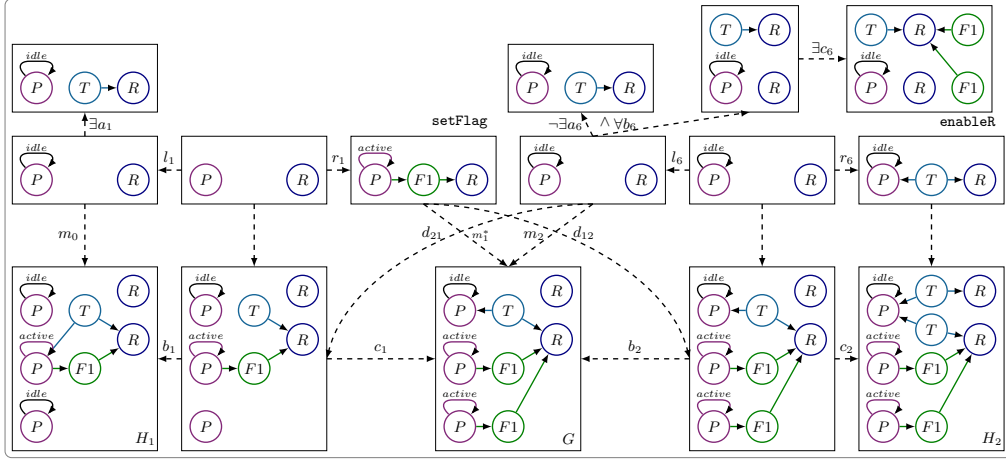 T R T R F1
∃c₆
idle idle idle idle
P T R P T R P R P R F1
∃a₁ setFlag ¬∃a₆ ∧ ∀b₆ enableR
idle active idle idle idle
P R l₁ P R r₁ P F1 R P R l₆ P R r₆ P T R
m₀ d₂₁ m₁* m₂ d₁₂
idle R idle R idle R idle R idle T R
P T P T P T P T P
R R R R T R
active active active active active
P F1 b₁ P F1 c₁ P F1 b₂ P F1 c₂ P F1
idle active active active
P P P F1 P F1 P F1
H₁ G H₂